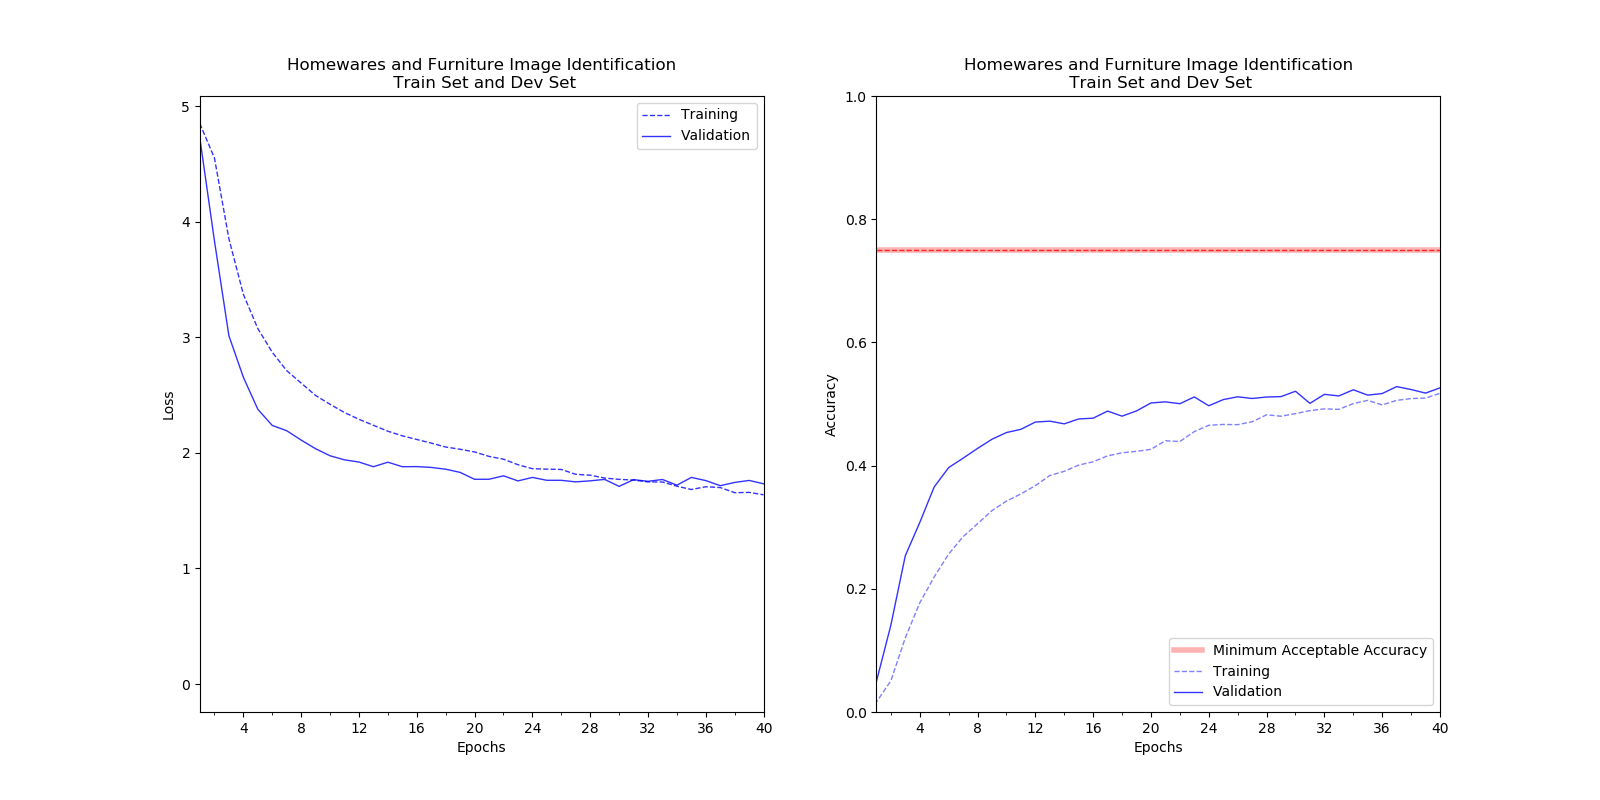 Homewares and Furniture Image Identification
Train Set and Dev Set
Training
Validation
5
4
3
2
1
0
Loss
4 8 12 16 20 24 28 32 36 40
Epochs
Homewares and Furniture Image Identification
Train Set and Dev Set
1.0
0.8
0.6
0.4
0.2
0.0
Accuracy
Minimum Acceptable Accuracy
Training
Validation
4 8 12 16 20 24 28 32 36 40
Epochs